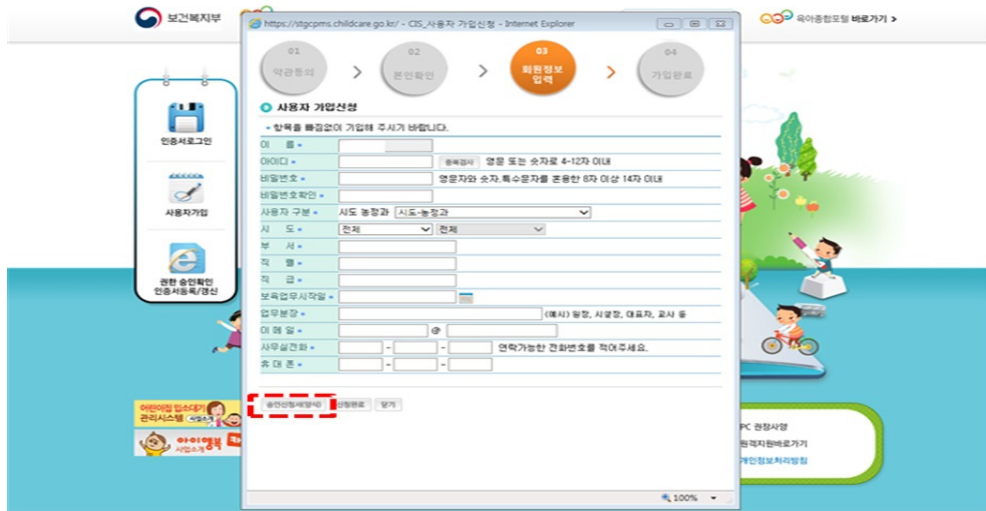 보건복지부
https://stgcpms.childcare.go.kr/ - CIS_사용자 가입신청 - Internet Explorer
육아종합포털 바로가기 >
01
약관동의
02
본인확인
03
회원정보
입력
04
가입완료
사용자 가입신청
항목을 빠짐없이 기입해 주시기 바랍니다.
이 름
아이디
중복검사 영문 또는 숫자로 4-12자 이내
비밀번호
영문자와 숫자,특수문자를 혼용한 8자 이상 14자 이내
비밀번호확인
사용자 구분 시도 농정과 시도-농정과
시 도 전체 전체
부 서
직 렬
직 급
보육업무시작일
업무분장 (예시) 원장, 시설장, 대표자, 교사 등
이 메 일 @
사무실전화 - - 연락가능한 전화번호를 적어주세요.
휴 대 폰 - -
승인신청서(양식) 신청완료 닫기
100%
인증서로그인
사용자가입
권한 승인확인
인증서등록/갱신
어린이집 입소대기
관리시스템 사업소개
아이행복
사업소개
PC 권장사양
원격지원바로가기
개인정보처리방침